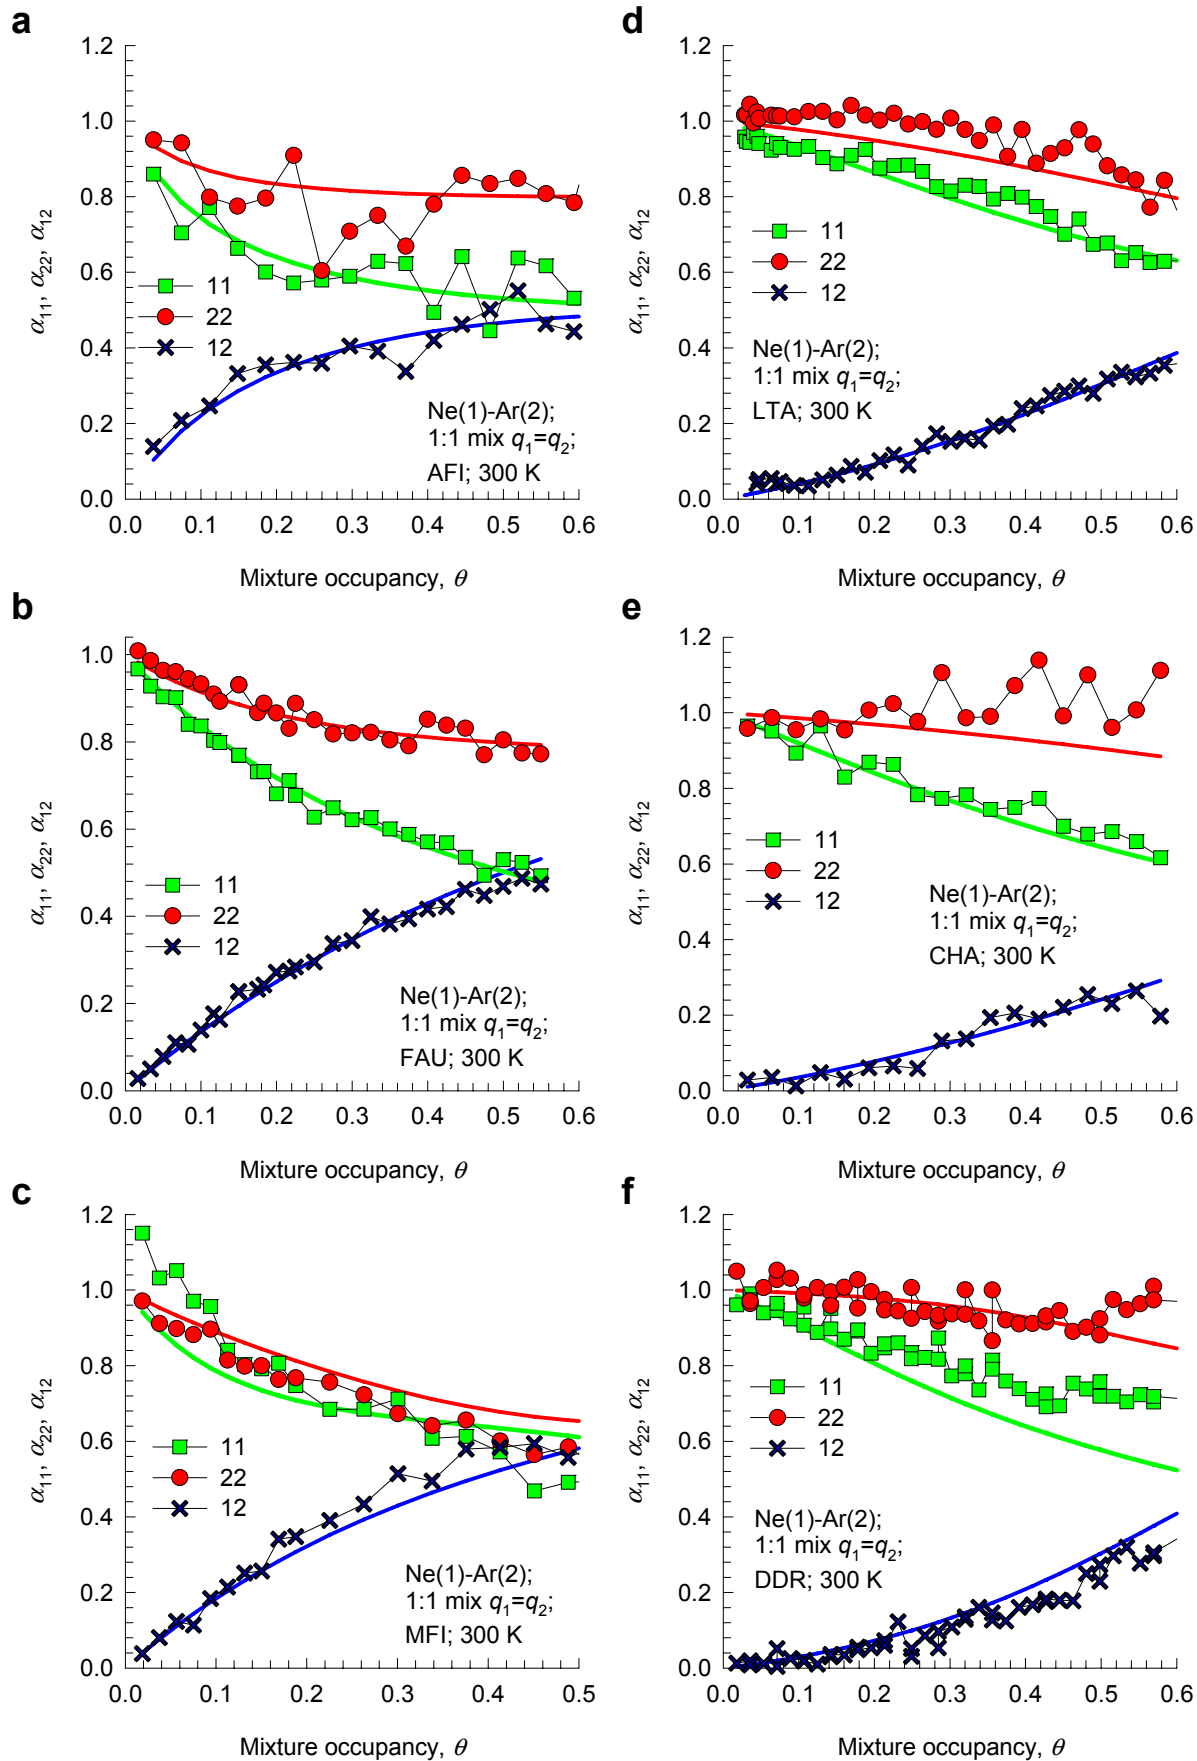 a
1.2
1.0
0.8
0.6
0.4
0.2
0.0
α11, α22, α12
11
22
12
Ne(1)-Ar(2);
1:1 mix q1=q2;
AFI; 300 K
0.0 0.1 0.2 0.3 0.4 0.5 0.6
Mixture occupancy, θ
b
1.0
0.8
0.6
0.4
0.2
0.0
α11, α22, α12
11
22
12
Ne(1)-Ar(2);
1:1 mix q1=q2;
FAU; 300 K
0.0 0.1 0.2 0.3 0.4 0.5 0.6
Mixture occupancy, θ
c
1.2
1.0
0.8
0.6
0.4
0.2
0.0
α11, α22, α12
11
22
12
Ne(1)-Ar(2);
1:1 mix q1=q2;
MFI; 300 K
0.0 0.1 0.2 0.3 0.4 0.5
Mixture occupancy, θ
d
1.2
1.0
0.8
0.6
0.4
0.2
0.0
α11, α22, α12
11
22
12
Ne(1)-Ar(2);
1:1 mix q1=q2;
LTA; 300 K
0.0 0.1 0.2 0.3 0.4 0.5 0.6
Mixture occupancy, θ
e
1.2
1.0
0.8
0.6
0.4
0.2
0.0
α11, α22, α12
11
22
12
Ne(1)-Ar(2);
1:1 mix q1=q2;
CHA; 300 K
0.0 0.1 0.2 0.3 0.4 0.5 0.6
Mixture occupancy, θ
f
1.2
1.0
0.8
0.6
0.4
0.2
0.0
α11, α22, α12
11
22
12
Ne(1)-Ar(2);
1:1 mix q1=q2;
DDR; 300 K
0.0 0.1 0.2 0.3 0.4 0.5 0.6
Mixture occupancy, θ